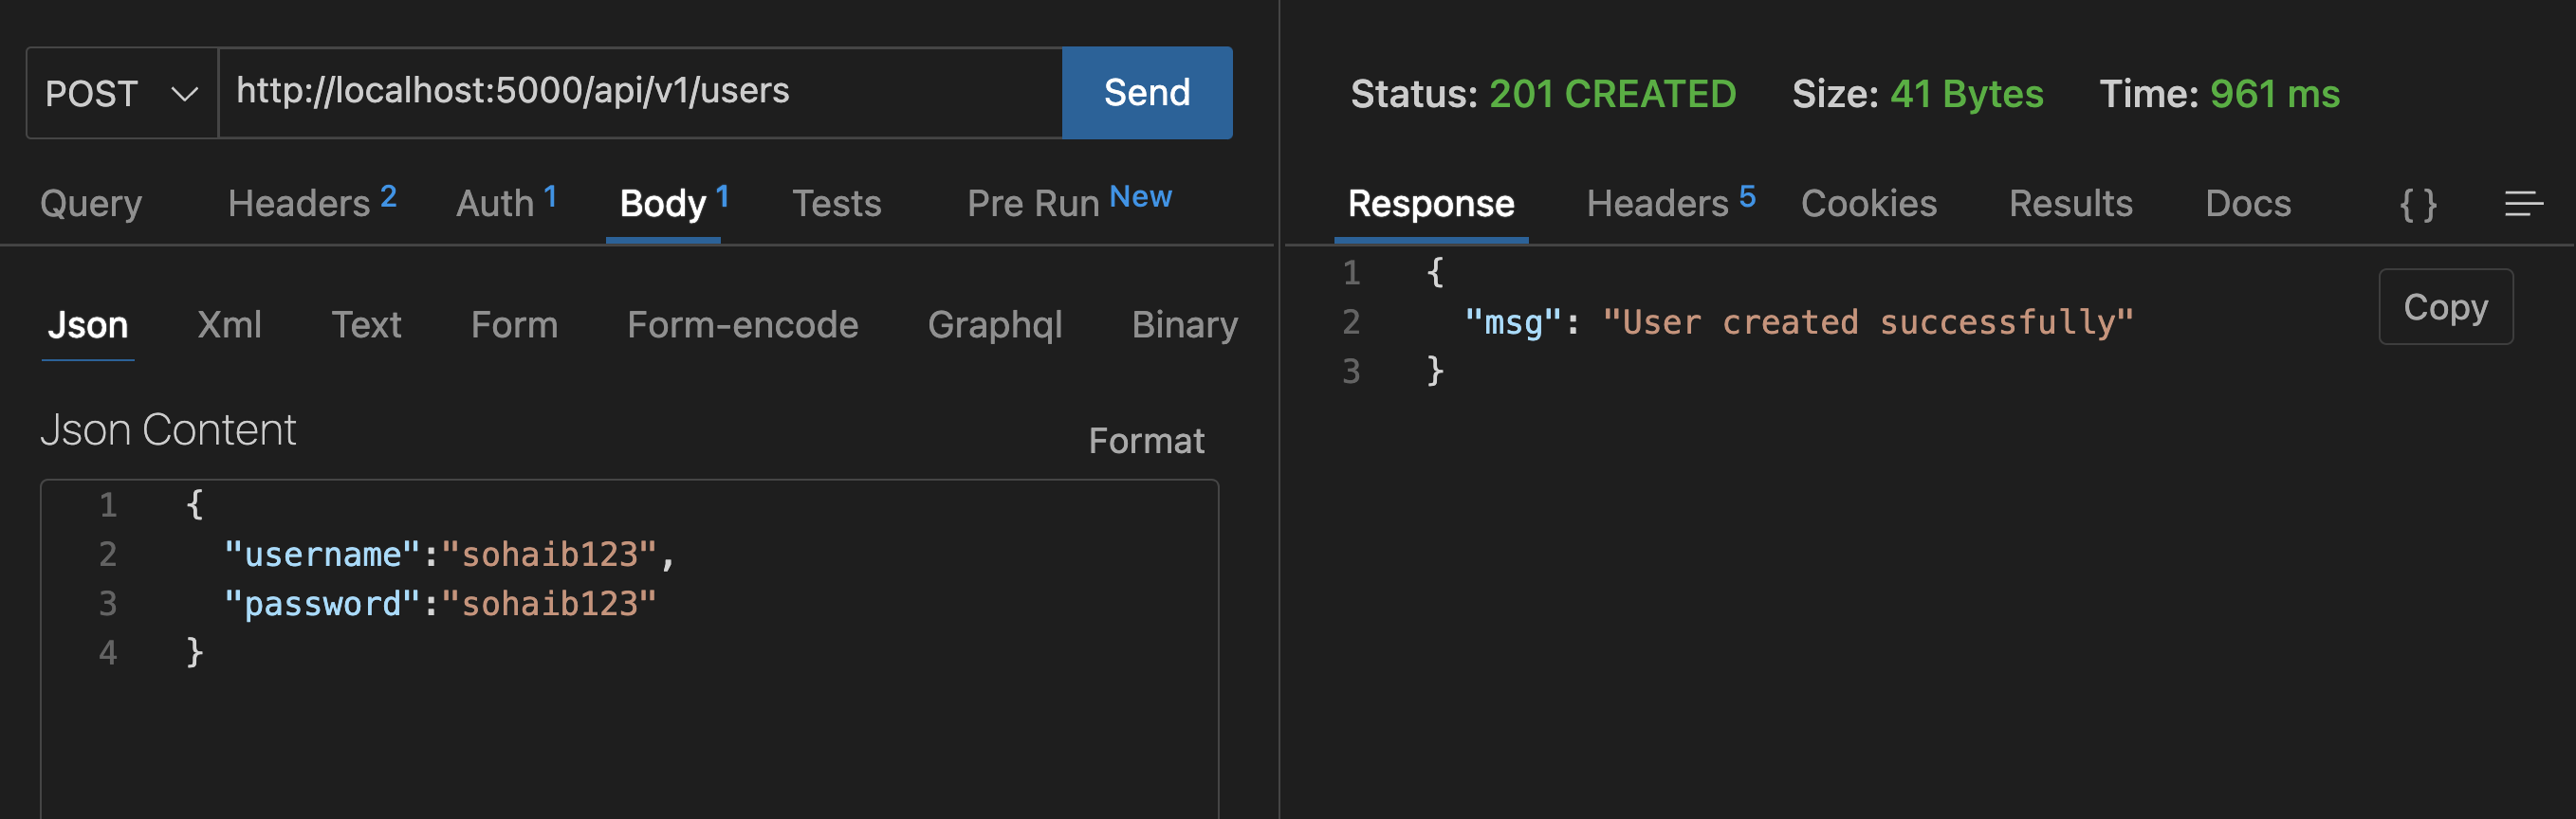 POST http://localhost:5000/api/v1/users Send
Query Headers 2 Auth 1 Body 1 Tests Pre Run New
Json Xml Text Form Form-encode Graphql Binary
Json Content Format
1 {
2 "username":"sohaib123",
3 "password":"sohaib123"
4 }
Status: 201 CREATED Size: 41 Bytes Time: 961 ms
Response Headers 5 Cookies Results Docs { }
1 {
2 "msg": "User created successfully"
3 }
Copy